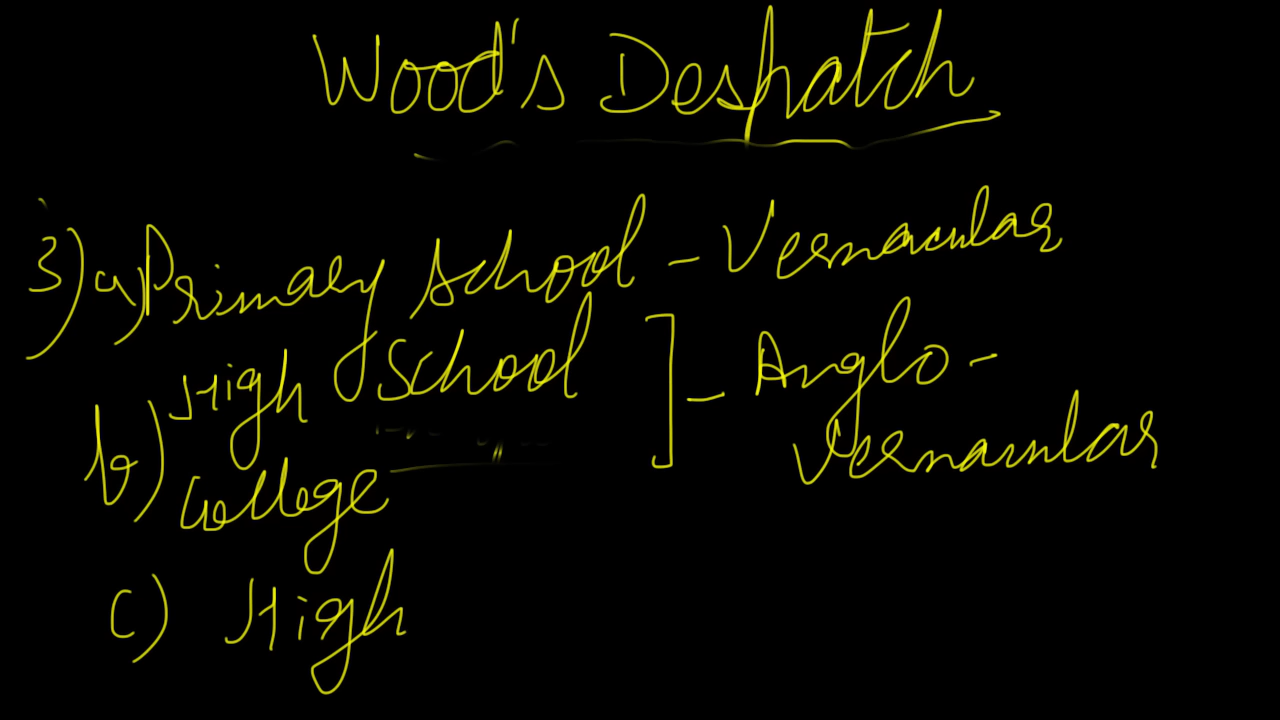 Wood's Despatch
3) a) Primary School - Vernacular
b) High School ] - Anglo-
College Vernacular
c) High